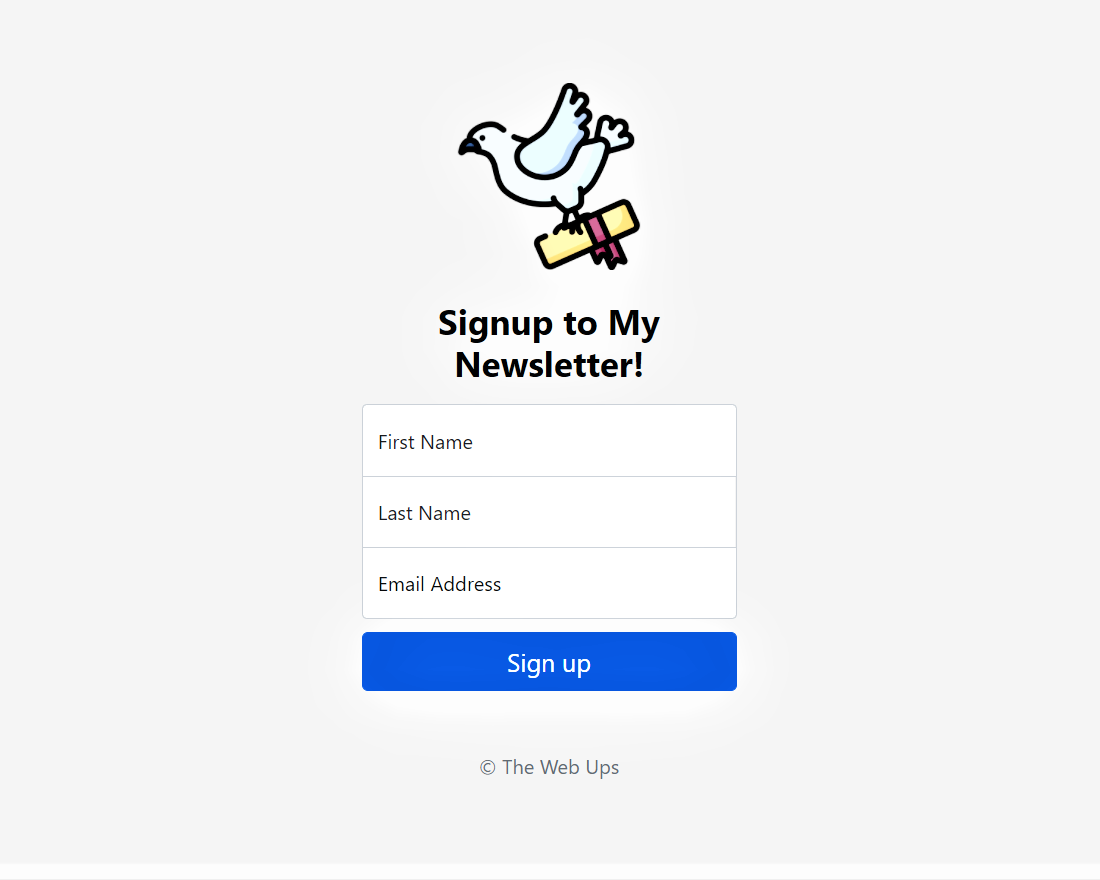 Signup to My
Newsletter!
First Name
Last Name
Email Address
Sign up
© The Web Ups